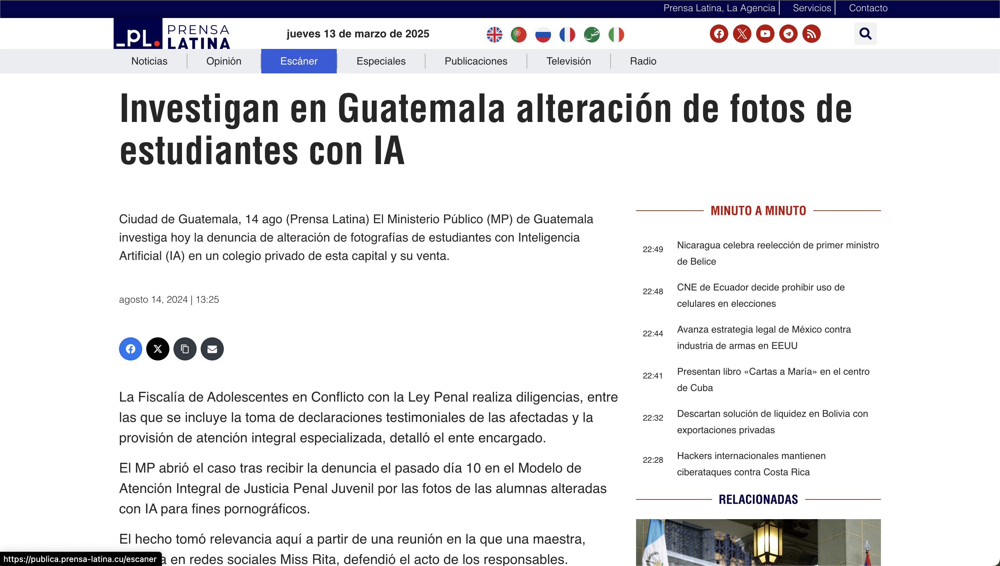 Prensa Latina, La Agencia
Servicios
Contacto
_PL.
PRENSA
LATINA
jueves 13 de marzo de 2025
ض
Noticias
Opinión
Escáner
Especiales
Publicaciones
Televisión
Radio
Investigan en Guatemala alteración de fotos de
estudiantes con IA
Ciudad de Guatemala, 14 ago (Prensa Latina) El Ministerio Público (MP) de Guatemala
investiga hoy la denuncia de alteración de fotografías de estudiantes con Inteligencia
Artificial (IA) en un colegio privado de esta capital y su venta.
agosto 14, 2024 | 13:25
La Fiscalía de Adolescentes en Conflicto con la Ley Penal realiza diligencias, entre
las que se incluye la toma de declaraciones testimoniales de las afectadas y la
provisión de atención integral especializada, detalló el ente encargado.
El MP abrió el caso tras recibir la denuncia el pasado día 10 en el Modelo de
Atención Integral de Justicia Penal Juvenil por las fotos de las alumnas alteradas
con IA para fines pornográficos.
El hecho tomó relevancia aquí a partir de una reunión en la que una maestra,
a en redes sociales Miss Rita, defendió el acto de los responsables.
https://publica.prensa-latina.cu/escaner
MINUTO A MINUTO
22:49
Nicaragua celebra reelección de primer ministro
de Belice
22:48
CNE de Ecuador decide prohibir uso de
celulares en elecciones
22:44
Avanza estrategia legal de México contra
industria de armas en EEUU
22:41
Presentan libro «Cartas a María» en el centro
de Cuba
22:32
Descartan solución de liquidez en Bolivia con
exportaciones privadas
22:28
Hackers internacionales mantienen
ciberataques contra Costa Rica
RELACIONADAS